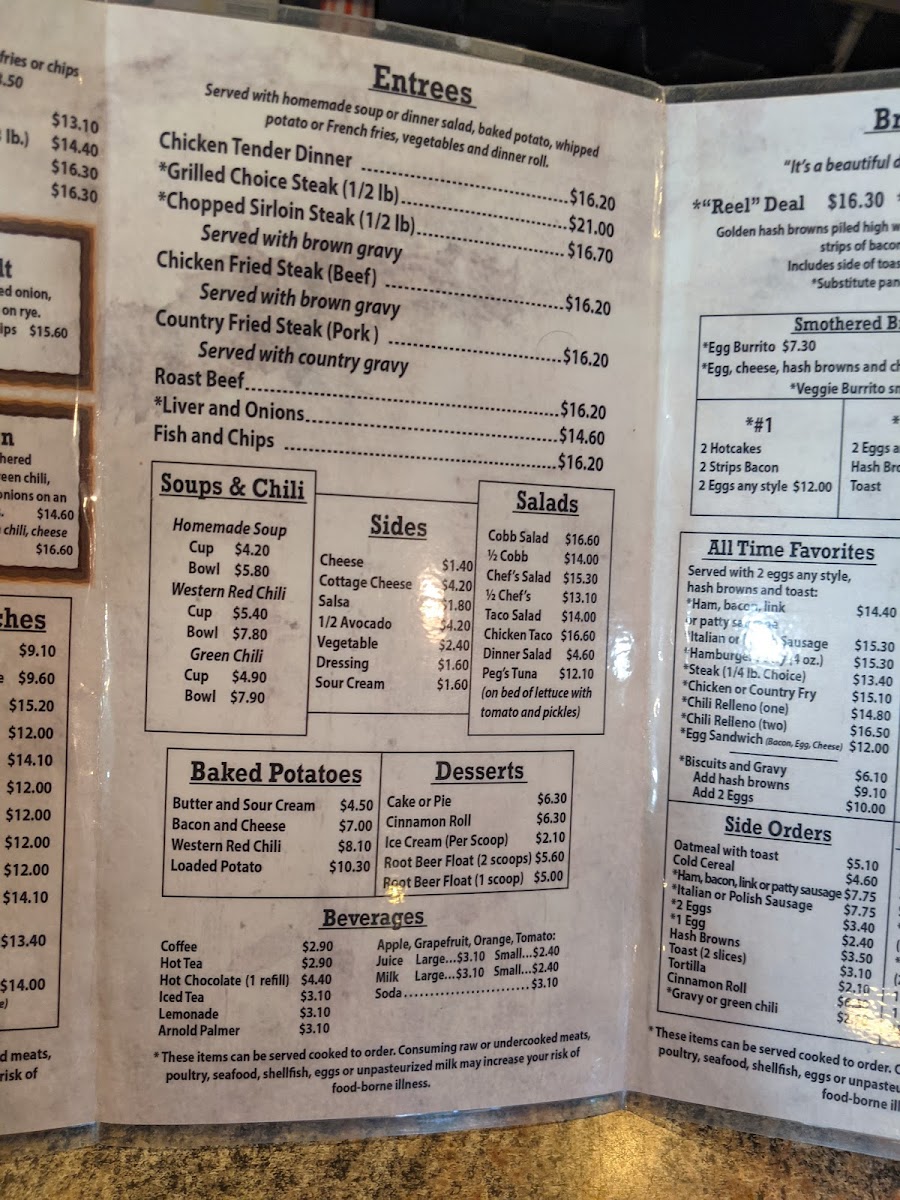 fries or chips
$13.10
lb.) $14.40
$16.30
$16.30
ed onion,
on rye.
ips $15.60
hered
een chili,
onions on an
$14.60
chili, cheese
$16.60
hes
$9.10
e $9.60
$15.20
$12.00
$14.10
$12.00
$12.00
$12.00
$12.00
$14.10
$13.40
$14.00
d meats,
risk of
Entrees
Served with homemade soup or dinner salad, baked potato, whipped
potato or French fries, vegetables and dinner roll.
Chicken Tender Dinner $16.20
*Grilled Choice Steak (1/2 lb) $21.00
*Chopped Sirloin Steak (1/2 lb) $16.70
Served with brown gravy
Chicken Fried Steak (Beef) $16.20
Served with brown gravy
Country Fried Steak (Pork ) $16.20
Served with country gravy
Roast Beef $16.20
*Liver and Onions $14.60
Fish and Chips $16.20
Soups & Chili
Homemade Soup
Cup $4.20
Bowl $5.80
Western Red Chili
Cup $5.40
Bowl $7.80
Green Chili
Cup $4.90
Bowl $7.90
Sides
Cheese $1.40
Cottage Cheese $4.20
Salsa $1.80
1/2 Avocado $4.20
Vegetable $2.40
Dressing $1.60
Sour Cream $1.60
Salads
Cobb Salad $16.60
½ Cobb $14.00
Chef's Salad $15.30
½ Chef's $13.10
Taco Salad $14.00
Chicken Taco $16.60
Dinner Salad $4.60
Peg's Tuna $12.10
(on bed of lettuce with
tomato and pickles)
Baked Potatoes
Butter and Sour Cream $4.50
Bacon and Cheese $7.00
Western Red Chili $8.10
Loaded Potato $10.30
Desserts
Cake or Pie $6.30
Cinnamon Roll $6.30
Ice Cream (Per Scoop) $2.10
Root Beer Float (2 scoops) $5.60
Root Beer Float (1 scoop) $5.00
Beverages
Coffee $2.90
Hot Tea $2.90
Hot Chocolate (1 refill) $4.40
Iced Tea $3.10
Lemonade $3.10
Arnold Palmer $3.10
Apple, Grapefruit, Orange, Tomato:
Juice Large...$3.10 Small...$2.40
Milk Large...$3.10 Small...$2.40
Soda $3.10
* These items can be served cooked to order. Consuming raw or undercooked meats,
poultry, seafood, shellfish, eggs or unpasteurized milk may increase your risk of
food-borne illness.
Br
"It's a beautiful d
*"Reel" Deal $16.30 *
Golden hash browns piled high w
strips of bacon
Includes side of toas
*Substitute pan
Smothered B
*Egg Burrito $7.30
*Egg, cheese, hash browns and ch
*Veggie Burrito sm
*#1
2 Hotcakes
2 Strips Bacon
2 Eggs any style $12.00
2 Eggs a
Hash Bro
Toast
All Time Favorites
Served with 2 eggs any style,
hash browns and toast:
*Ham, bacon, link $14.40
or patty
Italian or Sausage $15.30
*Hamburger (4 oz.) $15.30
*Steak (1/4 lb. Choice) $13.40
*Chicken or Country Fry $15.10
*Chili Relleno (one) $14.80
*Chili Relleno (two) $16.50
*Egg Sandwich (Bacon, Egg, Cheese) $12.00
*Biscuits and Gravy $6.10
Add hash browns $9.10
Add 2 Eggs $10.00
Side Orders
Oatmeal with toast $5.10
Cold Cereal $4.60
*Ham, bacon, link or patty sausage $7.75
*Italian or Polish Sausage $7.75
*2 Eggs $3.40
*1 Egg $2.40
Hash Browns $3.50
Toast (2 slices) $3.10
Tortilla $2.10
Cinnamon Roll
*Gravy or green chili
* These items can be served cooked to order. C
poultry, seafood, shellfish, eggs or unpasteu
food-borne ill